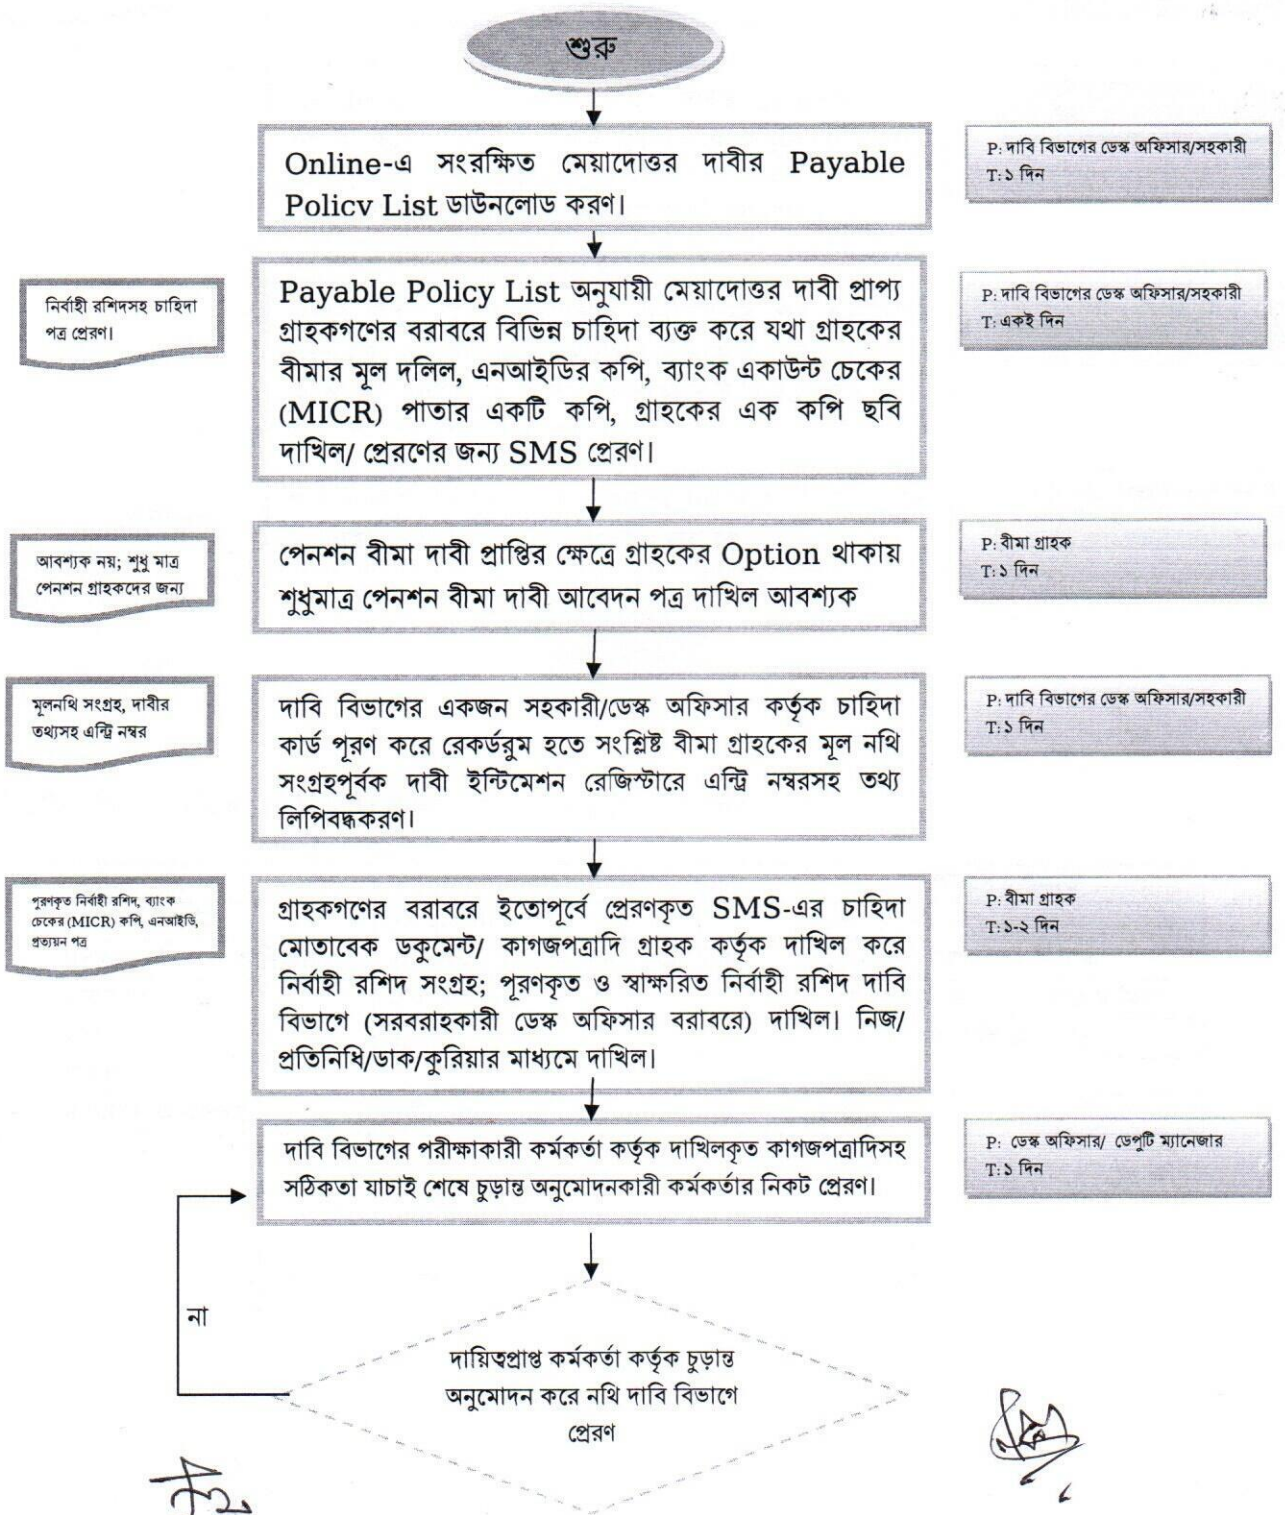 শুরু
Online-এ সংরক্ষিত মেয়াদোত্তর দাবীর Payable
Policy List ডাউনলোড করণ।
P: দাবি বিভাগের ডেস্ক অফিসার/সহকারী
T: ১ দিন
নির্বাহী রশিদসহ চাহিদা
পত্র প্রেরণ।
Payable Policy List অনুযায়ী মেয়াদোত্তর দাবী প্রাপ্য
গ্রাহকগণের বরাবরে বিভিন্ন চাহিদা ব্যক্ত করে যথা গ্রাহকের
বীমার মূল দলিল, এনআইডির কপি, ব্যাংক একাউন্ট চেকের
(MICR) পাতার একটি কপি, গ্রাহকের এক কপি ছবি
দাখিল/ প্রেরণের জন্য SMS প্রেরণ।
P: দাবি বিভাগের ডেস্ক অফিসার/সহকারী
T: একই দিন
আবশ্যক নয়; শুধু মাত্র
পেনশন গ্রাহকদের জন্য
পেনশন বীমা দাবী প্রাপ্তির ক্ষেত্রে গ্রাহকের Option থাকায়
শুধুমাত্র পেনশন বীমা দাবী আবেদন পত্র দাখিল আবশ্যক
P: বীমা গ্রাহক
T: ১ দিন
মূলনথি সংগ্রহ, দাবীর
তথ্যসহ এন্ট্রি নম্বর
দাবি বিভাগের একজন সহকারী/ডেস্ক অফিসার কর্তৃক চাহিদা
কার্ড পূরণ করে রেকর্ডরুম হতে সংশ্লিষ্ট বীমা গ্রাহকের মূল নথি
সংগ্রহপূর্বক দাবী ইন্টিমেশন রেজিস্টারে এন্ট্রি নম্বরসহ তথ্য
লিপিবদ্ধকরণ।
P: দাবি বিভাগের ডেস্ক অফিসার/সহকারী
T: ১ দিন
পূরণকৃত নির্বাহী রশিদ, ব্যাংক
চেকের (MICR) কপি, এনআইডি,
প্রত্যয়ন পত্র
গ্রাহকগণের বরাবরে ইতোপূর্বে প্রেরণকৃত SMS-এর চাহিদা
মোতাবেক ডকুমেন্ট/ কাগজপত্রাদি গ্রাহক কর্তৃক দাখিল করে
নির্বাহী রশিদ সংগ্রহ; পূরণকৃত ও স্বাক্ষরিত নির্বাহী রশিদ দাবি
বিভাগে (সরবরাহকারী ডেস্ক অফিসার বরাবরে) দাখিল। নিজ/
প্রতিনিধি/ডাক/কুরিয়ার মাধ্যমে দাখিল।
P: বীমা গ্রাহক
T: ১-২ দিন
দাবি বিভাগের পরীক্ষাকারী কর্মকর্তা কর্তৃক দাখিলকৃত কাগজপত্রাদিসহ
সঠিকতা যাচাই শেষে চুড়ান্ত অনুমোদনকারী কর্মকর্তার নিকট প্রেরণ।
P: ডেস্ক অফিসার/ ডেপুটি ম্যানেজার
T: ১ দিন
না
দায়িত্বপ্রাপ্ত কর্মকর্তা কর্তৃক চুড়ান্ত
অনুমোদন করে নথি দাবি বিভাগে
প্রেরণ